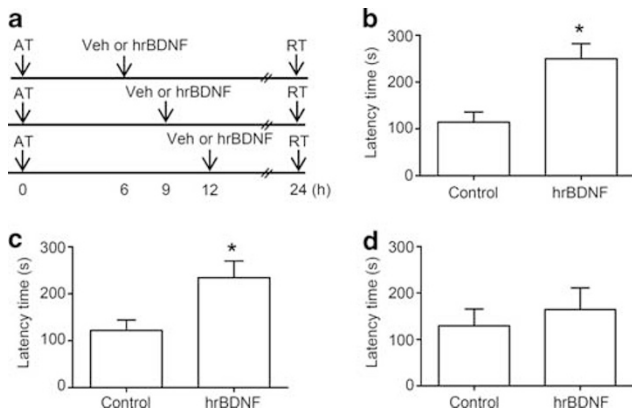 a
AT Veh or hrBDNF RT
AT Veh or hrBDNF RT
AT Veh or hrBDNF RT
0 6 9 12 24 (h)
b
Latency time (s)
300
200
100
0
*
Control hrBDNF
c
Latency time (s)
300
200
100
0
*
Control hrBDNF
d
Latency time (s)
300
200
100
0
Control hrBDNF